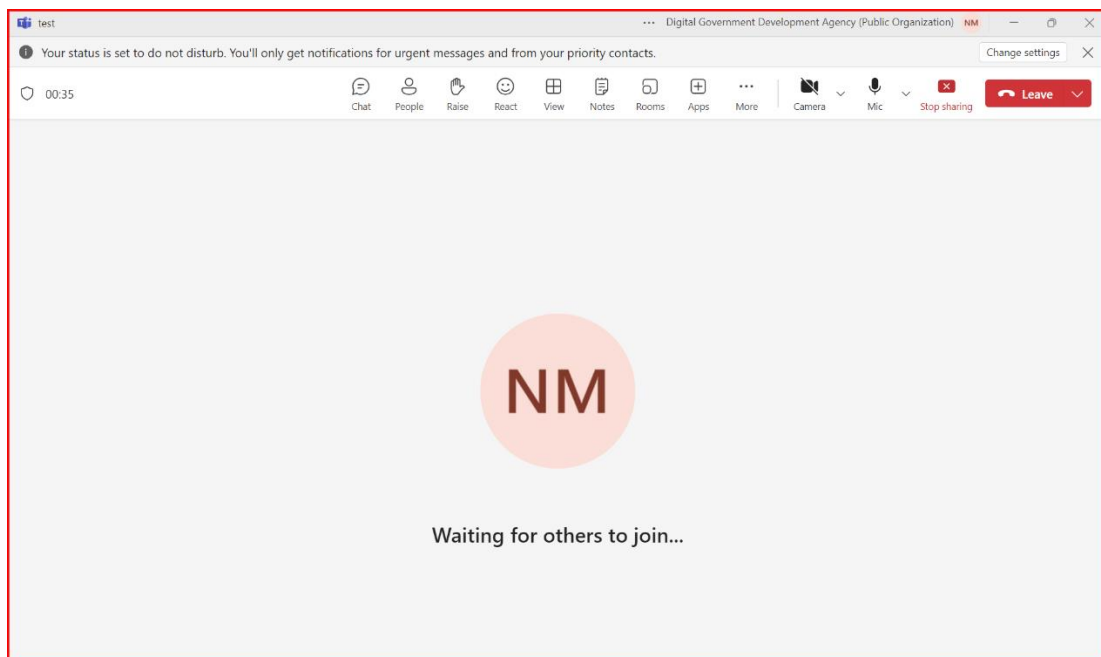 test ... Digital Government Development Agency (Public Organization) NM
Your status is set to do not disturb. You'll only get notifications for urgent messages and from your priority contacts. Change settings
00:35 Chat People Raise React View Notes Rooms Apps More Camera Mic Stop sharing Leave
NM
Waiting for others to join...